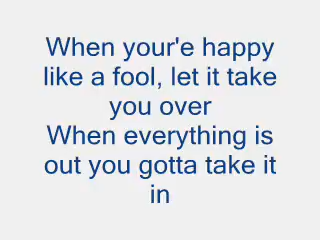 When your'e happy
like a fool, let it take
you over
When everything is
out you gotta take it
in